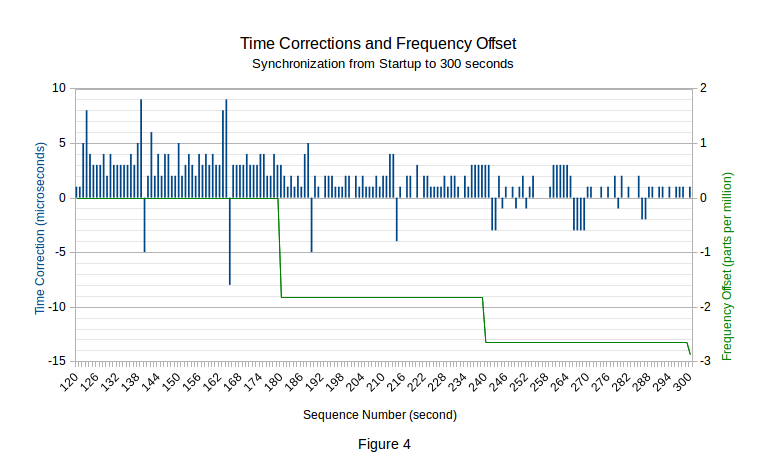 Time Corrections and Frequency Offset
Synchronization from Startup to 300 seconds
10
5
0
-5
-10
-15
2
1
0
-1
-2
-3
Time Correction (microseconds)
Frequency Offset (parts per million)
120 126 132 138 144 150 156 162 168 174 180 186 192 198 204 210 216 222 228 234 240 246 252 258 264 270 276 282 288 294 300
Sequence Number (second)
Figure 4